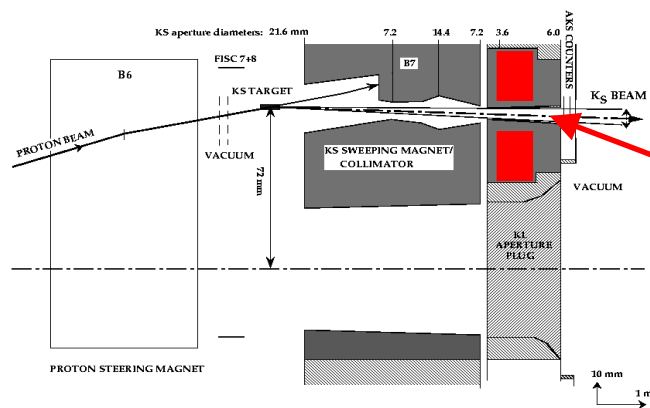 KS aperture diameters: 21.6 mm 7.2 14.4 7.2 3.6 6.0
B6
FISC 7+8
B7
AKS COUNTERS
KS TARGET
K_S BEAM
PROTON BEAM
VACUUM
KS SWEEPING MAGNET/
COLLIMATOR
72 mm
VACUUM
KL
APERTURE
PLUG
PROTON STEERING MAGNET
10 mm
1 m